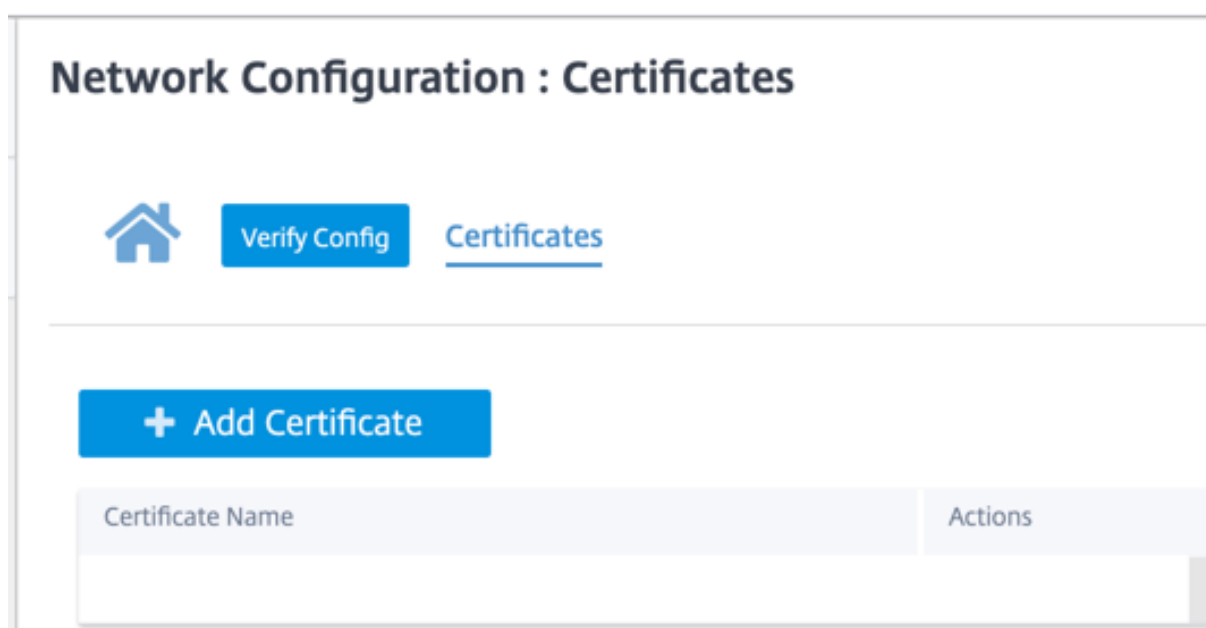 Network Configuration : Certificates
Verify Config Certificates
+ Add Certificate
Certificate Name Actions